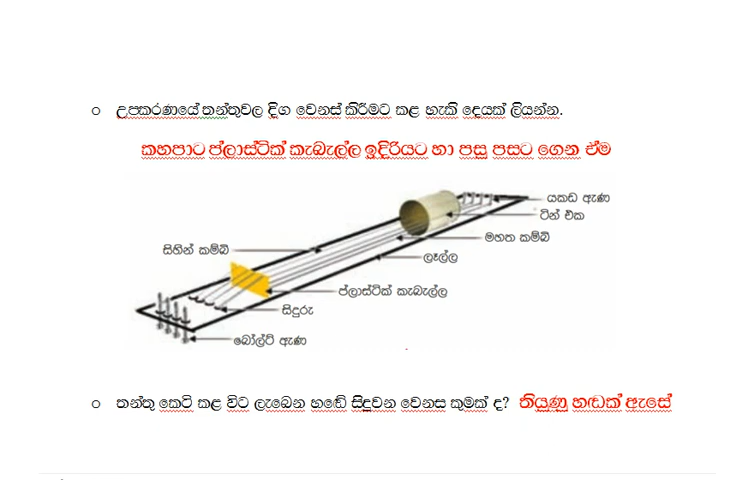 o උපකරණයේ තන්තුවල දිග වෙනස් කිරීමට කළ හැකි දෙයක් ලියන්න.
කහපාට ප්ලාස්ටික් කැබැල්ල ඉදිරියට හා පසු පසට ගෙන ඒම
යකඩ ඇණ
ටින් එක
මහත කම්බි
සිහින් කම්බි
ලෑල්ල
ප්ලාස්ටික් කැබැල්ල
සිදුරු
බෝල්ට් ඇණ
o තන්තු කෙටි කළ විට ලැබෙන හඬේ සිදුවන වෙනස කුමක් ද? තියුණු හඬක් ඇසේ